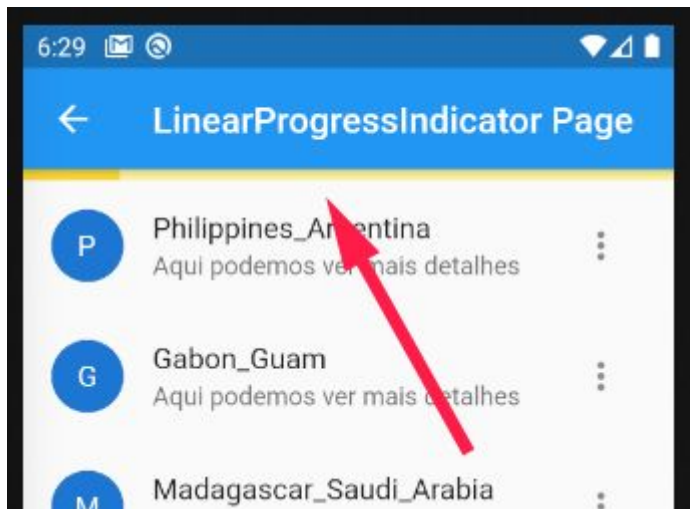 6:29
LinearProgressIndicator Page
P
Philippines_Argentina
Aqui podemos ver mais detalhes
G
Gabon_Guam
Aqui podemos ver mais detalhes
M
Madagascar_Saudi_Arabia